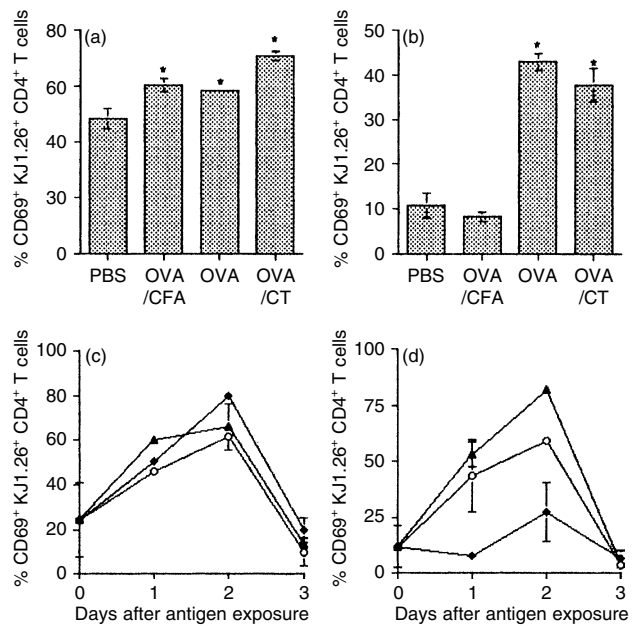 (a)
% CD69⁺ KJ1.26⁺ CD4⁺ T cells
80
60
40
30
0
PBS
OVA
/CFA
OVA
OVA
/CT
*
*
*
(b)
% CD69⁺ KJ1.26⁺ CD4⁺ T cells
50
40
30
20
10
0
PBS
OVA
/CFA
OVA
OVA
/CT
*
*
(c)
% CD69⁺ KJ1.26⁺ CD4⁺ T cells
100
80
60
40
20
0
0
1
2
3
Days after antigen exposure
(d)
% CD69⁺ KJ1.26⁺ CD4⁺ T cells
100
75
50
25
0
0
1
2
3
Days after antigen exposure